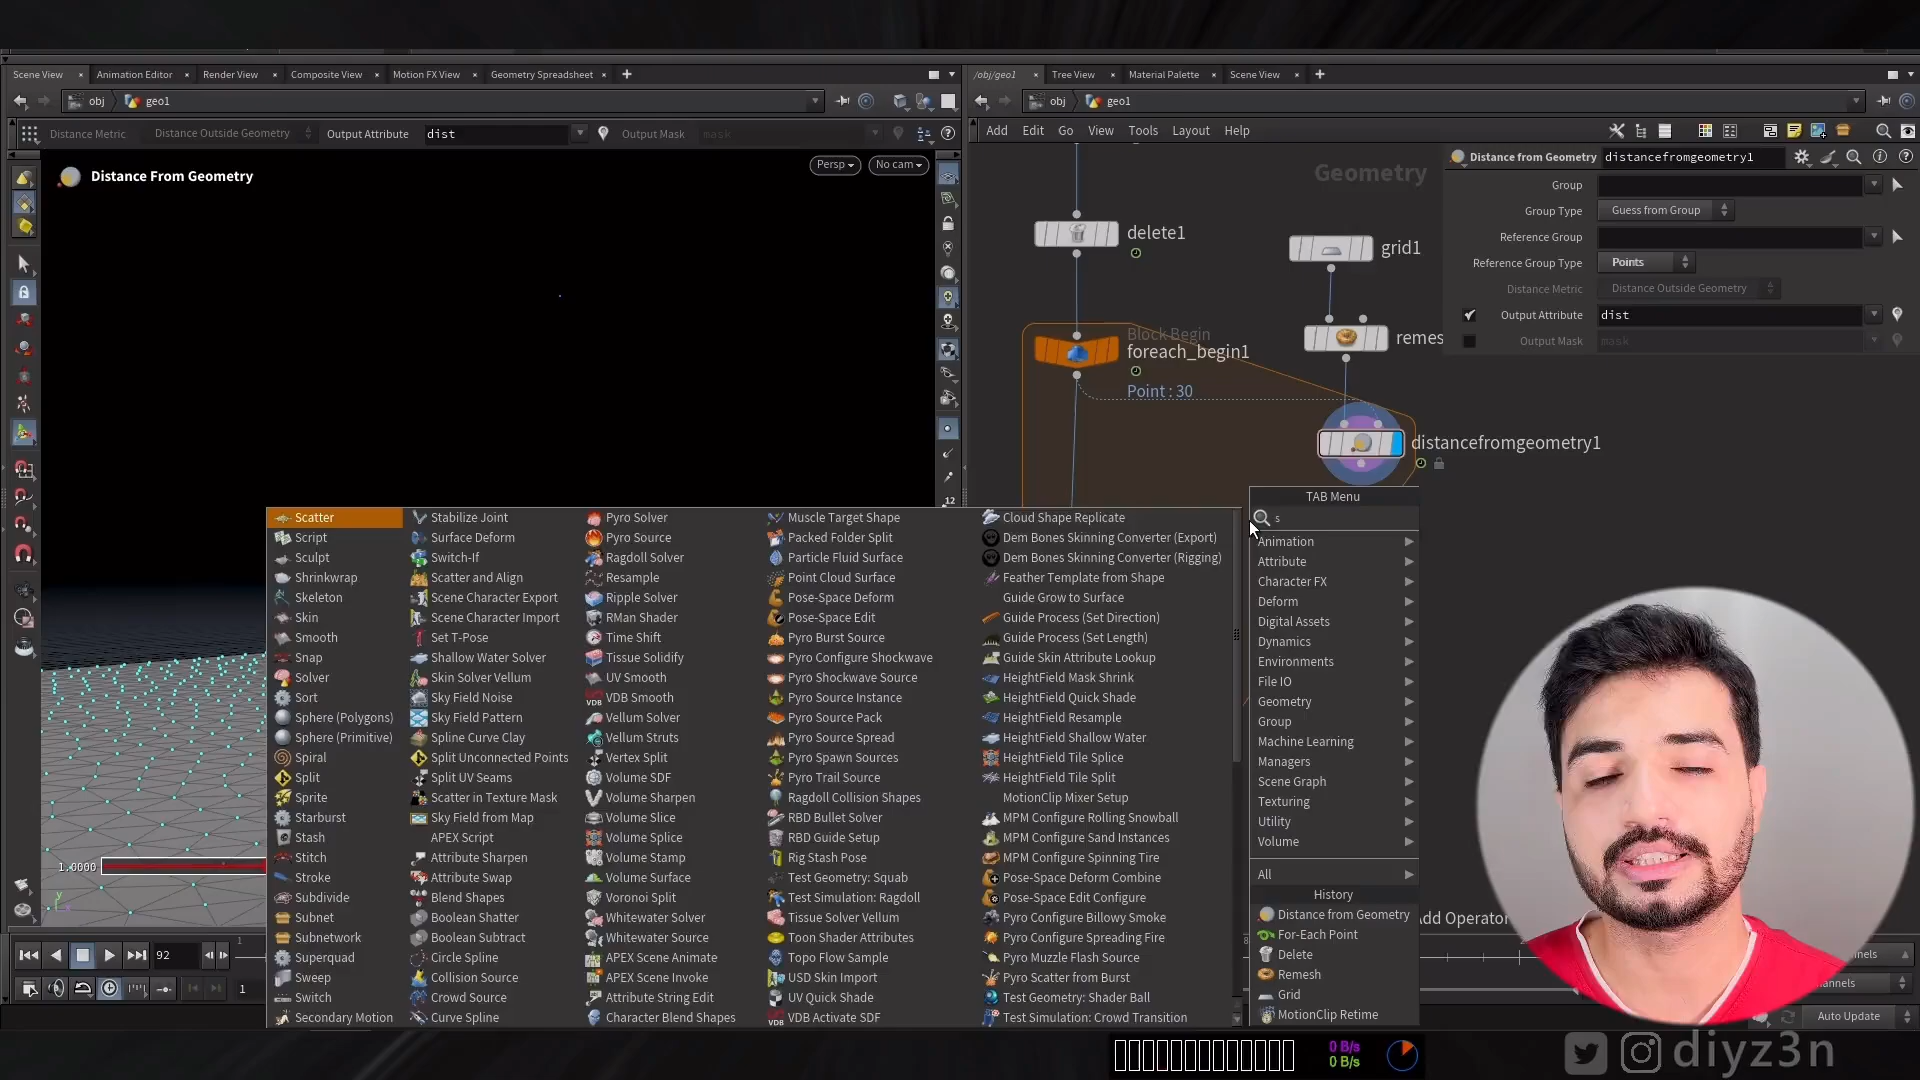 Scene View × Animation Editor × Render View × Composite View × Motion FX View × Geometry Spreadsheet × +
/obj/geo1 × Tree View × Material Palette × Scene View × +
obj geo1
obj geo1
Distance Metric Distance Outside Geometry Output Attribute dist Output Mask mask
Add Edit Go View Tools Layout Help
Distance From Geometry
Persp No cam
Geometry
Distance from Geometry distancefromgeometry1
Group
Group Type Guess from Group
Reference Group
Reference Group Type Points
Distance Metric Distance Outside Geometry
Output Attribute dist
Output Mask mask
delete1
grid1
Block Begin
foreach_begin1
Point : 30
remes
distancefromgeometry1
12
TAB Menu
s
Scatter
Script
Sculpt
Shrinkwrap
Skeleton
Skin
Smooth
Snap
Solver
Sort
Sphere (Polygons)
Sphere (Primitive)
Spiral
Split
Sprite
Starburst
Stash
Stitch
Stroke
Subdivide
Subnet
Subnetwork
Superquad
Sweep
Switch
Secondary Motion
Stabilize Joint
Surface Deform
Switch-If
Scatter and Align
Scene Character Export
Scene Character Import
Set T-Pose
Shallow Water Solver
Skin Solver Vellum
Sky Field Noise
Sky Field Pattern
Spline Curve Clay
Split Unconnected Points
Split UV Seams
Scatter in Texture Mask
Sky Field from Map
APEX Script
Attribute Sharpen
Attribute Swap
Blend Shapes
Boolean Shatter
Boolean Subtract
Circle Spline
Collision Source
Crowd Source
Curve Spline
Pyro Solver
Pyro Source
Ragdoll Solver
Resample
Ripple Solver
RMan Shader
Time Shift
Tissue Solidify
UV Smooth
VDB Smooth
Vellum Solver
Vellum Struts
Vertex Split
Volume SDF
Volume Sharpen
Volume Slice
Volume Splice
Volume Stamp
Volume Surface
Voronoi Split
Whitewater Solver
Whitewater Source
APEX Scene Animate
APEX Scene Invoke
Attribute String Edit
Character Blend Shapes
Muscle Target Shape
Packed Folder Split
Particle Fluid Surface
Point Cloud Surface
Pose-Space Deform
Pose-Space Edit
Pyro Burst Source
Pyro Configure Shockwave
Pyro Shockwave Source
Pyro Source Instance
Pyro Source Pack
Pyro Source Spread
Pyro Spawn Sources
Pyro Trail Source
Ragdoll Collision Shapes
RBD Bullet Solver
RBD Guide Setup
Rig Stash Pose
Test Geometry: Squab
Test Simulation: Ragdoll
Tissue Solver Vellum
Toon Shader Attributes
Topo Flow Sample
USD Skin Import
UV Quick Shade
VDB Activate SDF
Cloud Shape Replicate
Dem Bones Skinning Converter (Export)
Dem Bones Skinning Converter (Rigging)
Feather Template from Shape
Guide Grow to Surface
Guide Process (Set Direction)
Guide Process (Set Length)
Guide Skin Attribute Lookup
HeightField Mask Shrink
HeightField Quick Shade
HeightField Resample
HeightField Shallow Water
HeightField Tile Splice
HeightField Tile Split
MotionClip Mixer Setup
MPM Configure Rolling Snowball
MPM Configure Sand Instances
MPM Configure Spinning Tire
Pose-Space Deform Combine
Pose-Space Edit Configure
Pyro Configure Billowy Smoke
Pyro Configure Spreading Fire
Pyro Muzzle Flash Source
Pyro Scatter from Burst
Test Geometry: Shader Ball
Test Simulation: Crowd Transition
Animation
Attribute
Character FX
Deform
Digital Assets
Dynamics
Environments
File IO
Geometry
Group
Machine Learning
Managers
Scene Graph
Texturing
Utility
Volume
All
History
Distance from Geometry
For-Each Point
Delete
Remesh
Grid
MotionClip Retime
Add Operator
1.0000
92
1
1
nels
annels
Auto Update
0 B/s
0 B/s
diyz3n